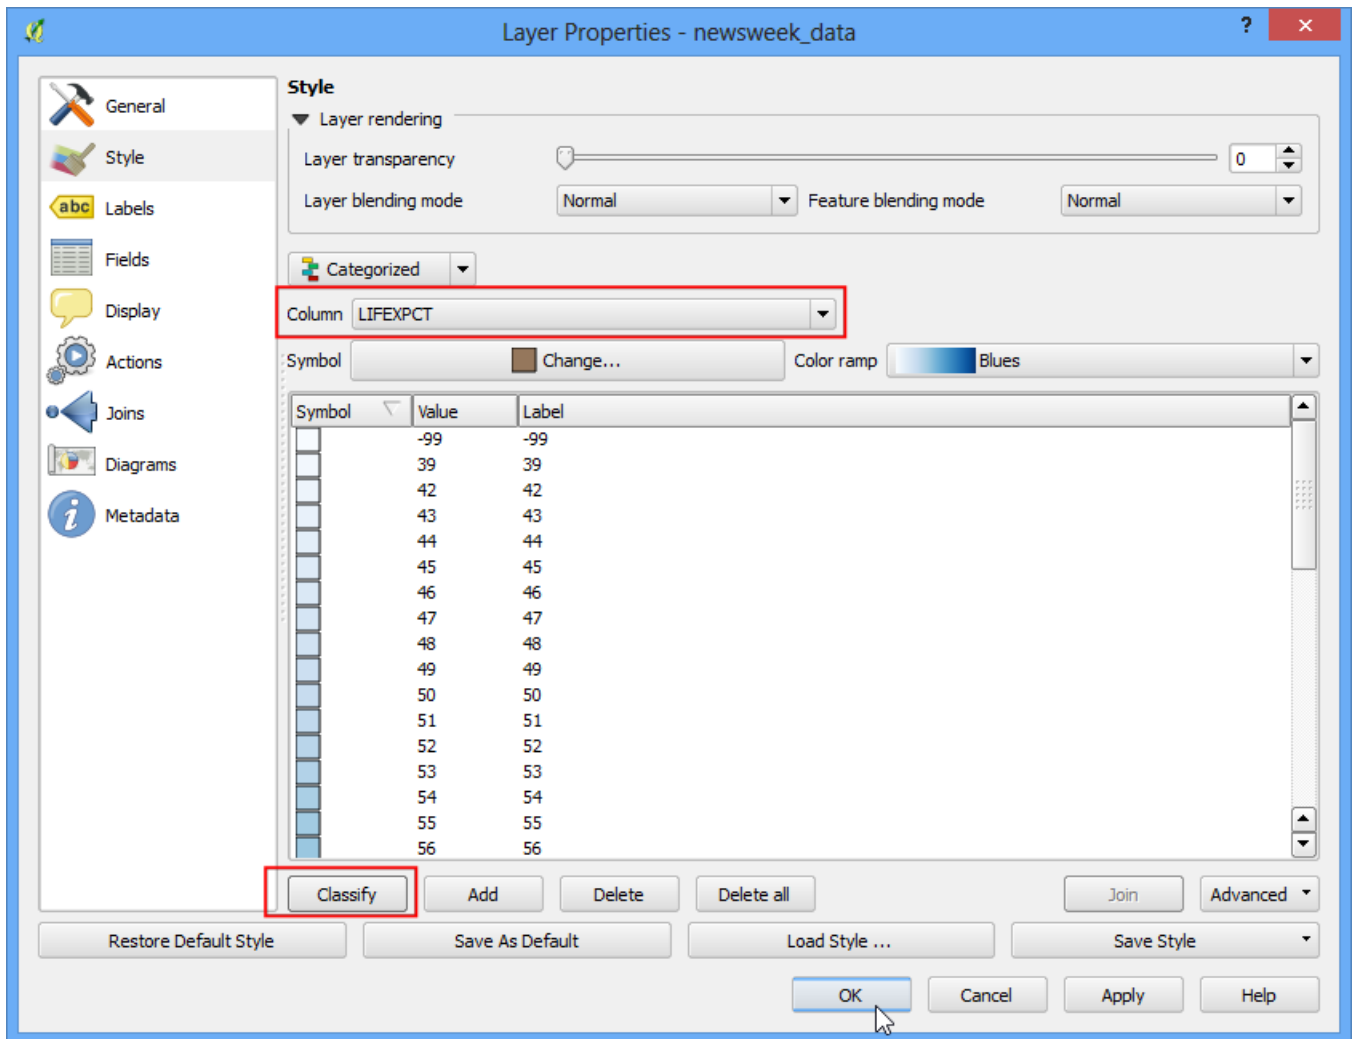 Layer Properties - newsweek_data
?
General
Style
abc Labels
Fields
Display
Actions
Joins
Diagrams
i Metadata
Style
Layer rendering
Layer transparency 0
Layer blending mode Normal Feature blending mode Normal
Categorized
Column LIFEXPCT
Symbol Change... Color ramp Blues
Symbol Value Label
-99 -99
39 39
42 42
43 43
44 44
45 45
46 46
47 47
48 48
49 49
50 50
51 51
52 52
53 53
54 54
55 55
56 56
Classify Add Delete Delete all Join Advanced
Restore Default Style Save As Default Load Style ... Save Style
OK Cancel Apply Help